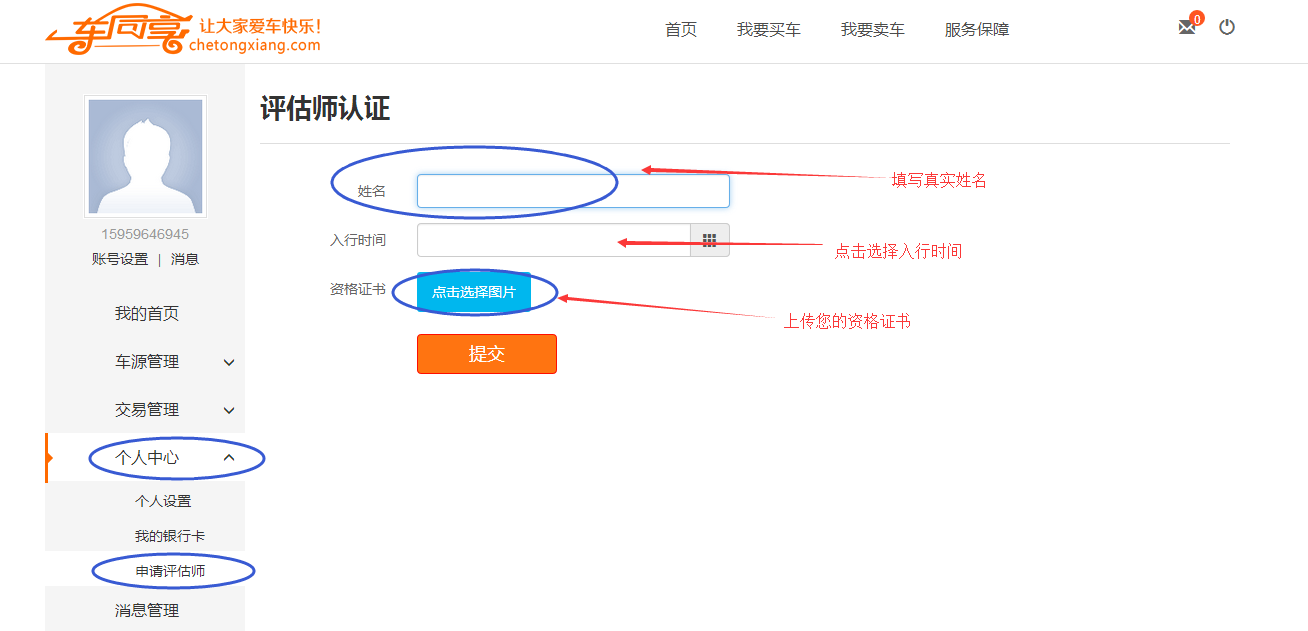 车同享 让大家爱车快乐！
chetongxiang.com
首页 我要买车 我要卖车 服务保障
0
评估师认证
姓名
填写真实姓名
15959646945
入行时间
点击选择入行时间
账号设置 | 消息
资格证书 点击选择图片
上传您的资格证书
我的首页
提交
车源管理
交易管理
个人中心
个人设置
我的银行卡
申请评估师
消息管理